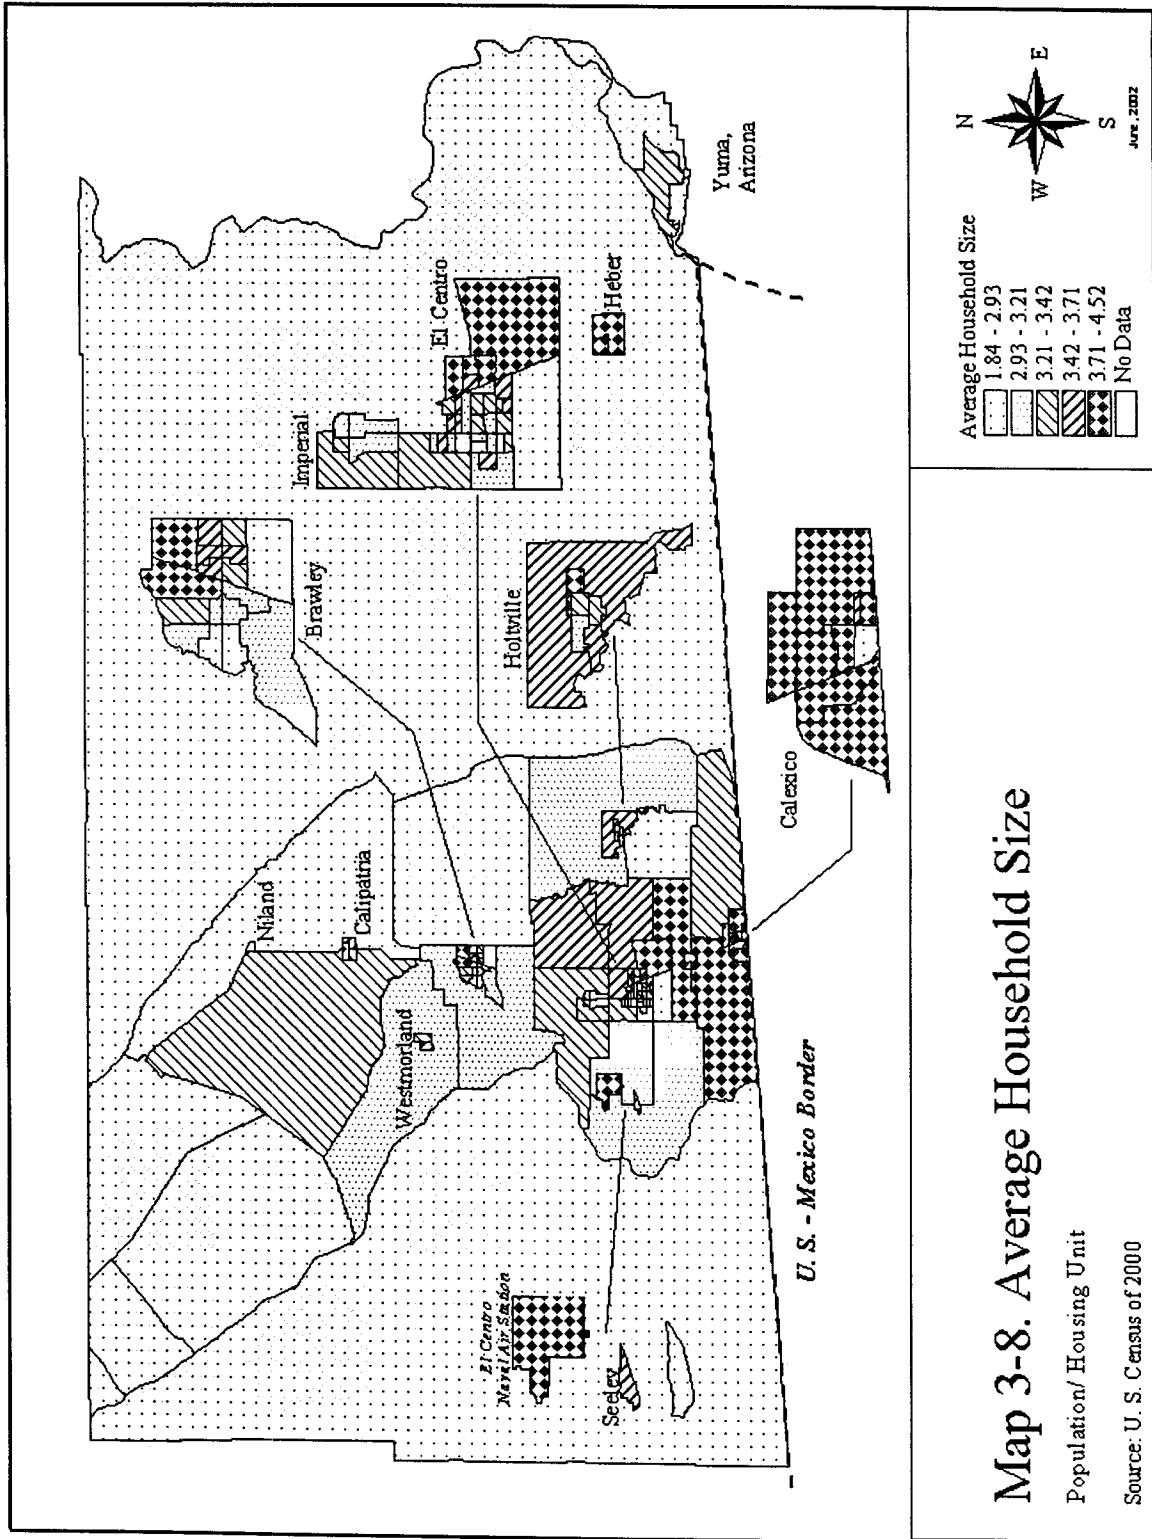 Niland
Calipatria
Westmorland
Brawley
Imperial
El Centro
Heber
Holtville
Calexico
El Centro
Naval Air Station
Seeley
Yuma,
Arizona
U. S. - Mexico Border
Map 3-8. Average Household Size
Population/ Housing Unit
Source: U. S. Census of 2000
Average Household Size
1.84 - 2.93
2.93 - 3.21
3.21 - 3.42
3.42 - 3.71
3.71 - 4.52
No Data
N
W
E
S
June, 2002